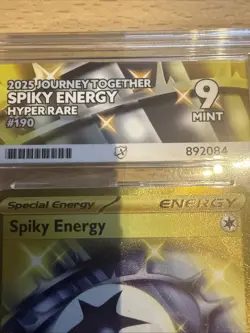 2025 JOURNEY TOGETHER
SPIKY ENERGY
HYPER RARE
#190
9
MINT
892084
Special Energy
ENERGY
Spiky Energy